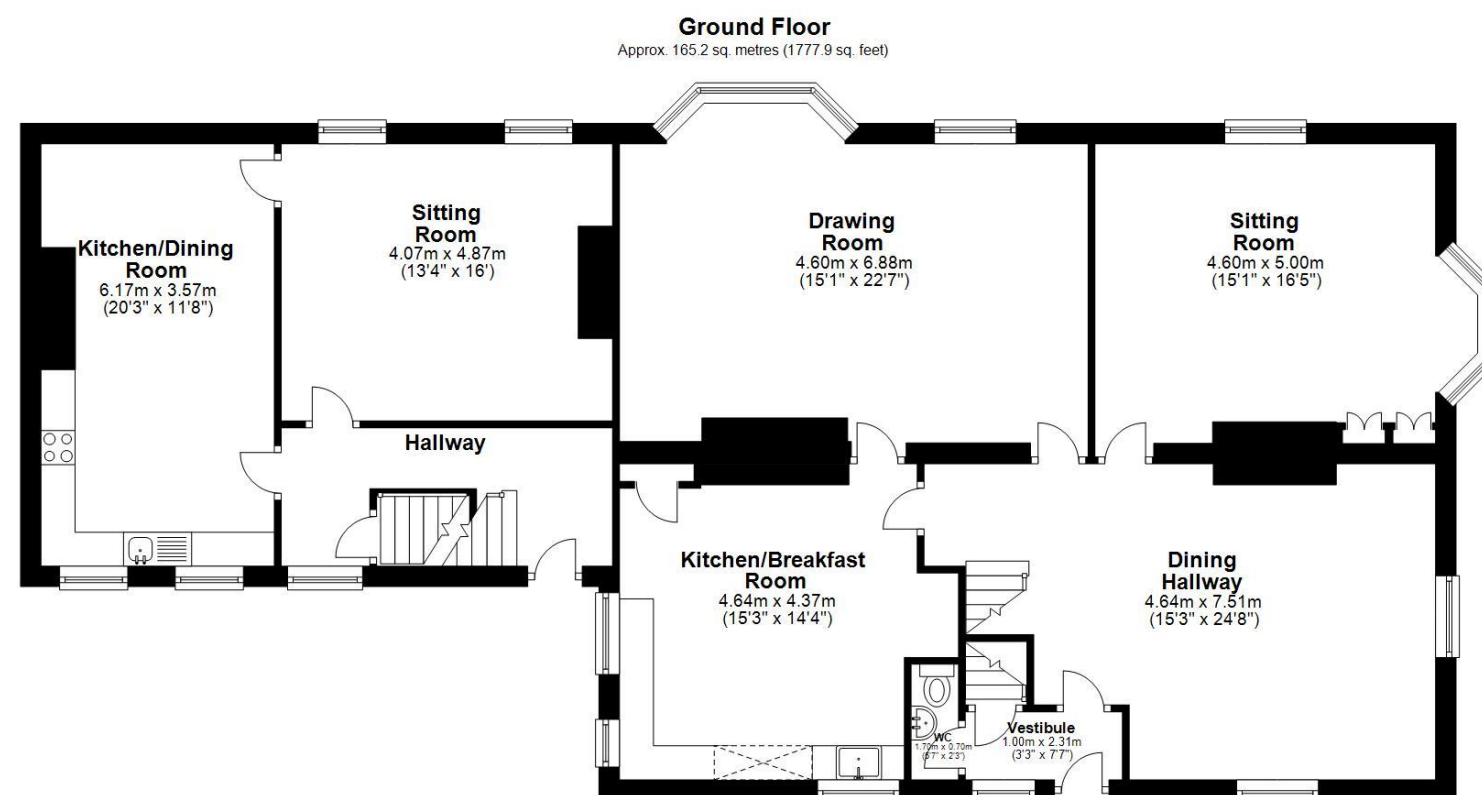 Ground Floor
Approx. 165.2 sq. metres (1777.9 sq. feet)
Kitchen/Dining
Room
6.17m x 3.57m
(20'3" x 11'8")
Sitting
Room
4.07m x 4.87m
(13'4" x 16')
Drawing
Room
4.60m x 6.88m
(15'1" x 22'7")
Sitting
Room
4.60m x 5.00m
(15'1" x 16'5")
Hallway
Kitchen/Breakfast
Room
4.64m x 4.37m
(15'3" x 14'4")
Dining
Hallway
4.64m x 7.51m
(15'3" x 24'8")
WC
1.70m x 0.70m
(5'7" x 2'3")
Vestibule
1.00m x 2.31m
(3'3" x 7'7")